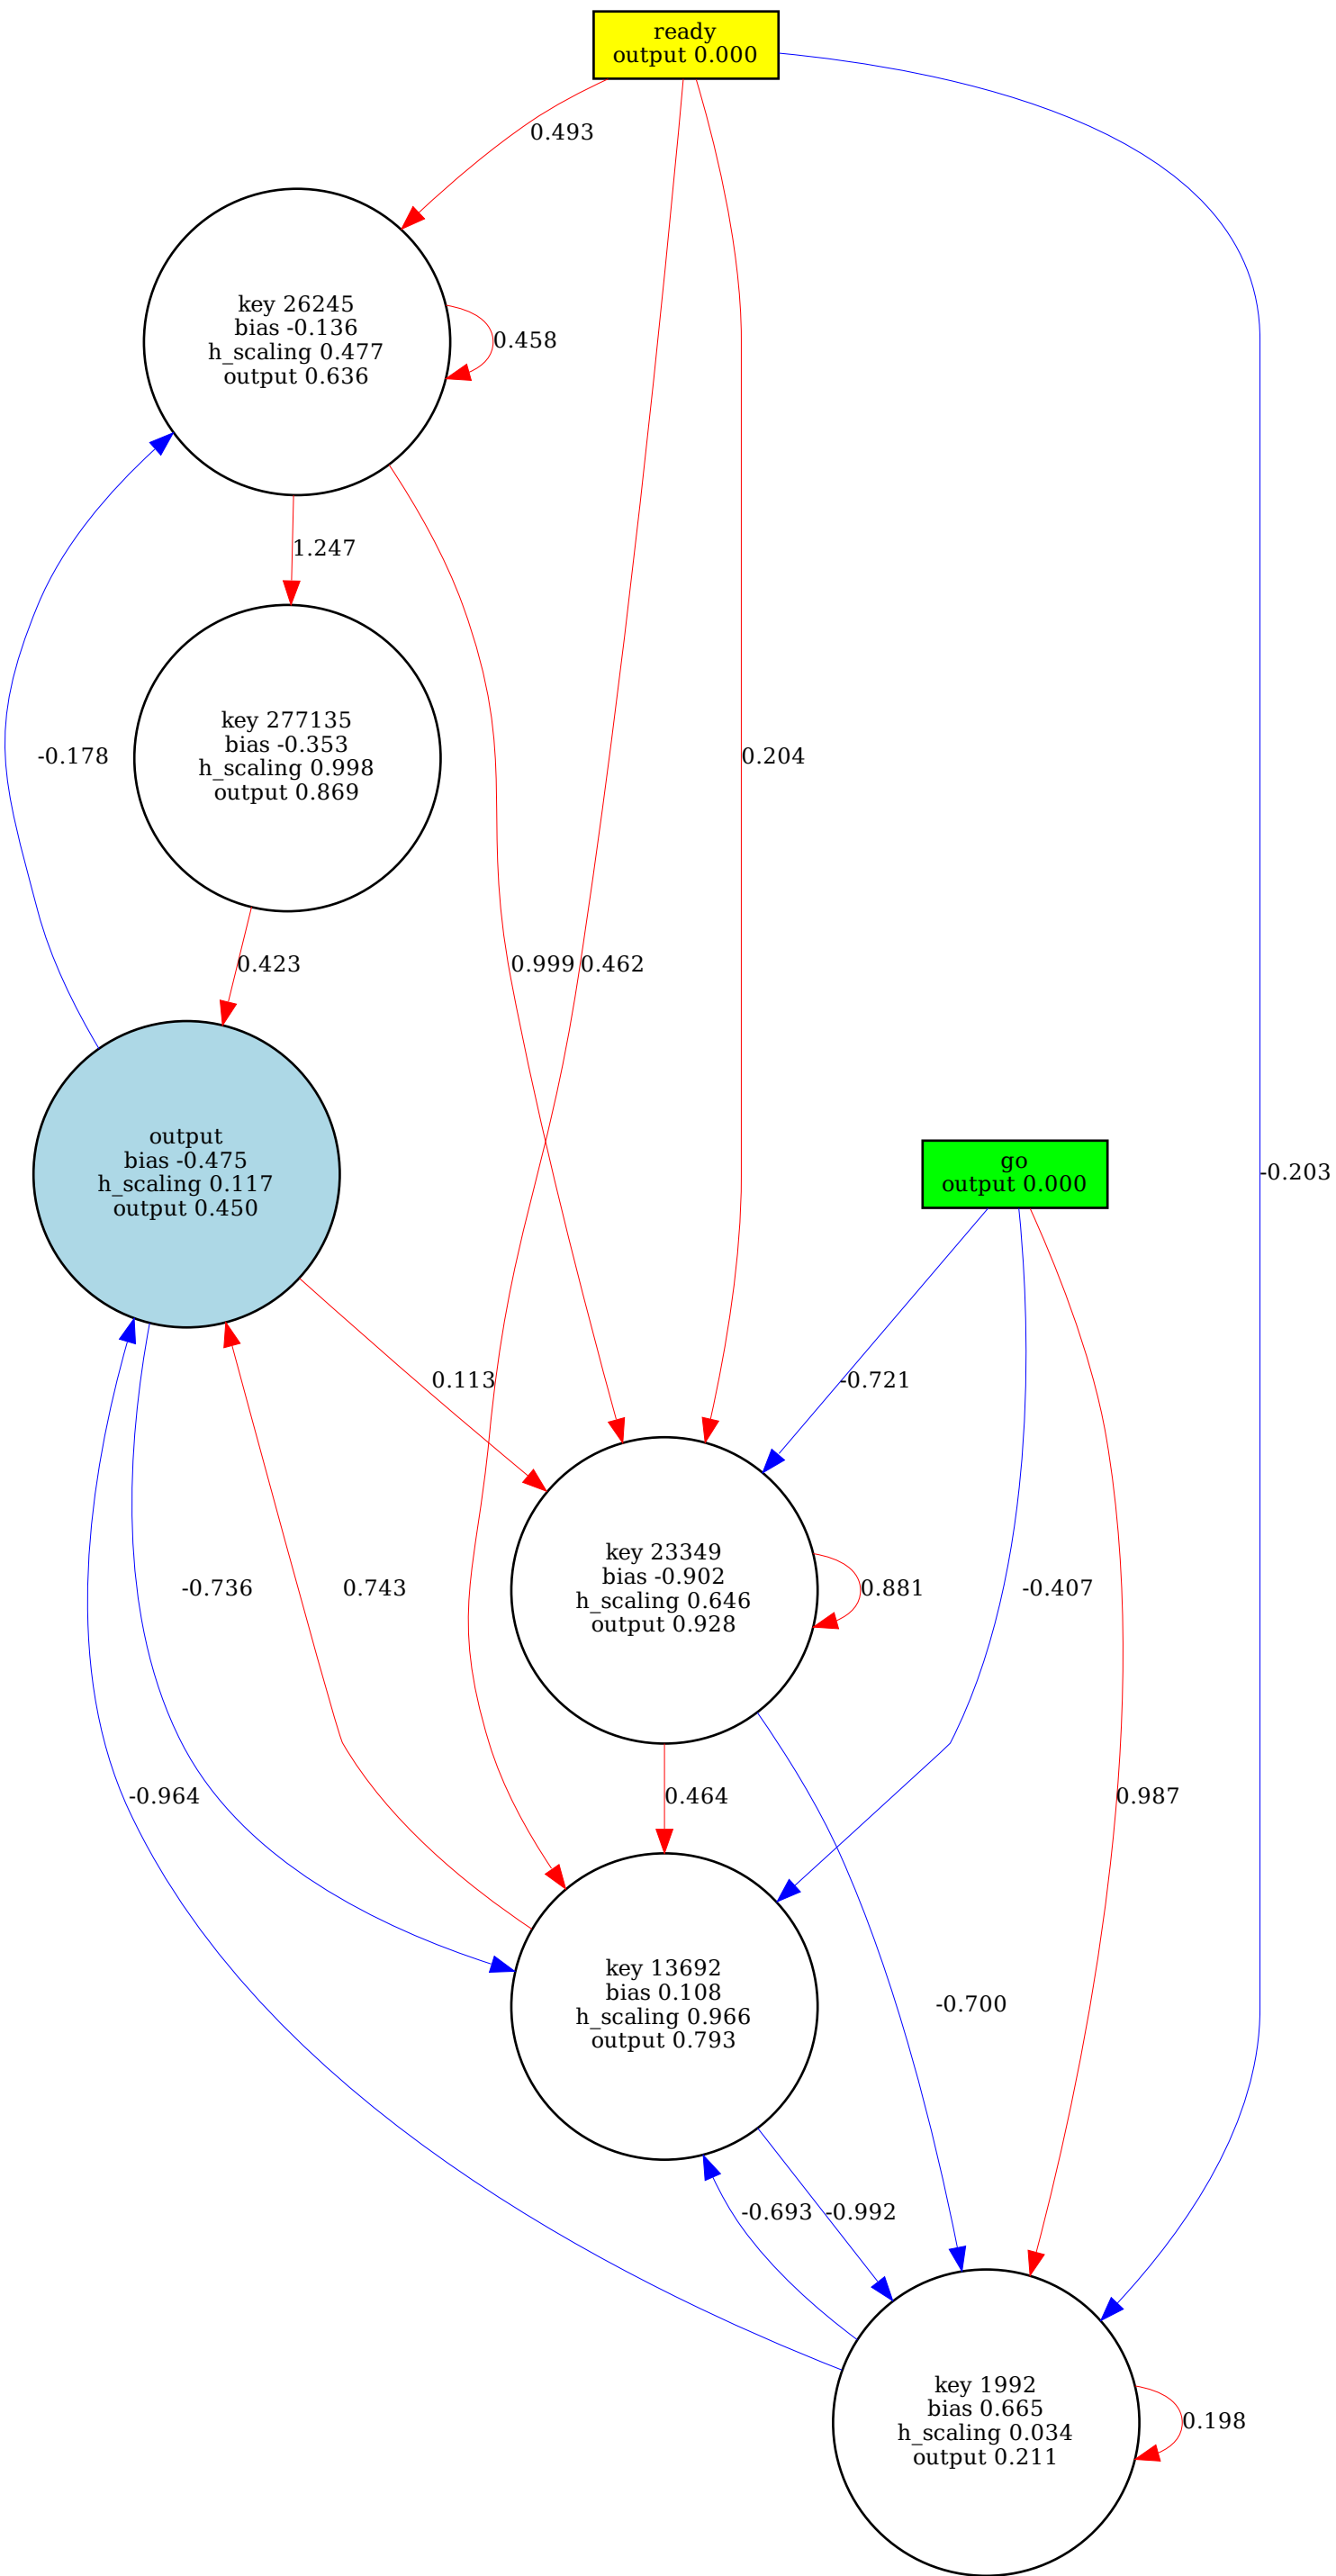 ready
output 0.000
0.493
key 26245
bias -0.136
h_scaling 0.477
output 0.636
0.458
1.247
key 277135
bias -0.353
h_scaling 0.998
output 0.869
-0.178
0.204
0.423
0.999
0.462
output
bias -0.475
h_scaling 0.117
output 0.450
go
output 0.000
-0.203
0.113
-0.721
key 23349
bias -0.902
h_scaling 0.646
output 0.928
-0.736
0.743
0.881
-0.407
-0.964
0.464
0.987
key 13692
bias 0.108
h_scaling 0.966
output 0.793
-0.700
-0.693
-0.992
key 1992
bias 0.665
h_scaling 0.034
output 0.211
0.198